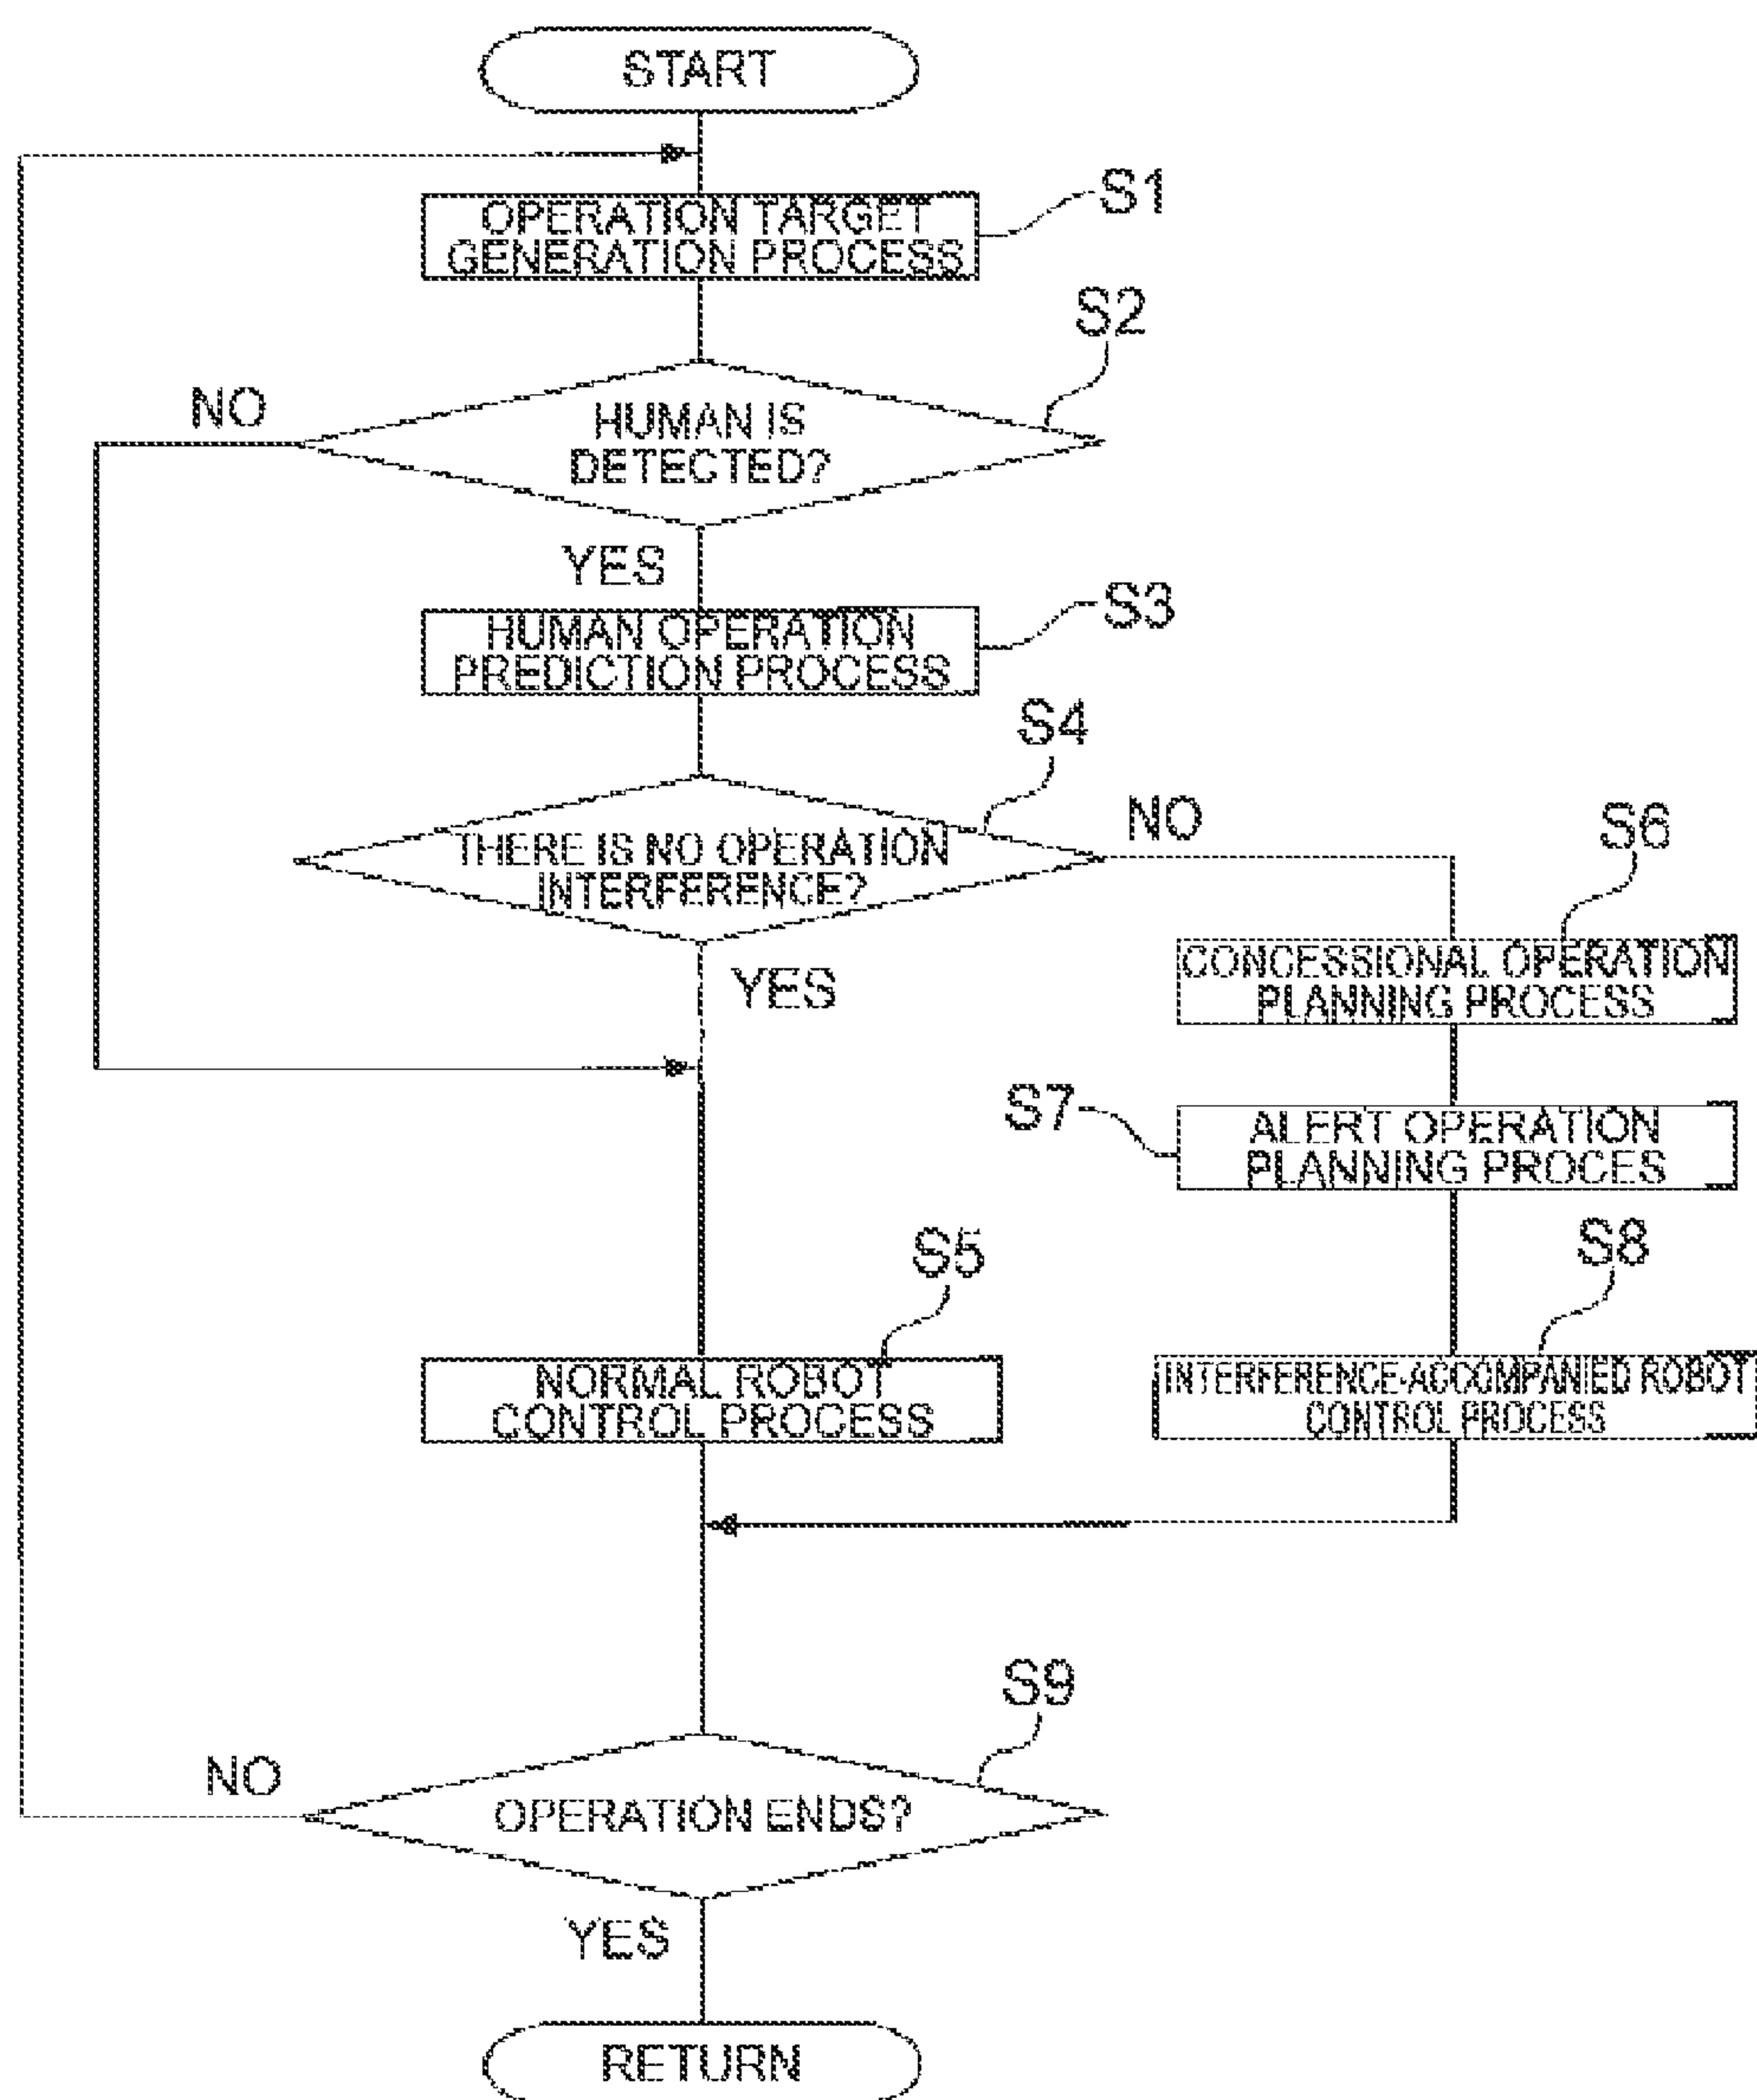 START
S1
OPERATION TARGET
GENERATION PROCESS
S2
NO
HUMAN IS
DETECTED?
YES
S3
HUMAN OPERATION
PREDICTION PROCESS
S4
NO
THERE IS NO OPERATION
INTERFERENCE?
YES
S6
CONCESSIONAL OPERATION
PLANNING PROCESS
S7
ALERT OPERATION
PLANNING PROCES
S5
S8
NORMAL ROBOT
CONTROL PROCESS
INTERFERENCE-ACCOMPANIED ROBOT
CONTROL PROCESS
S9
NO
OPERATION ENDS?
YES
RETURN